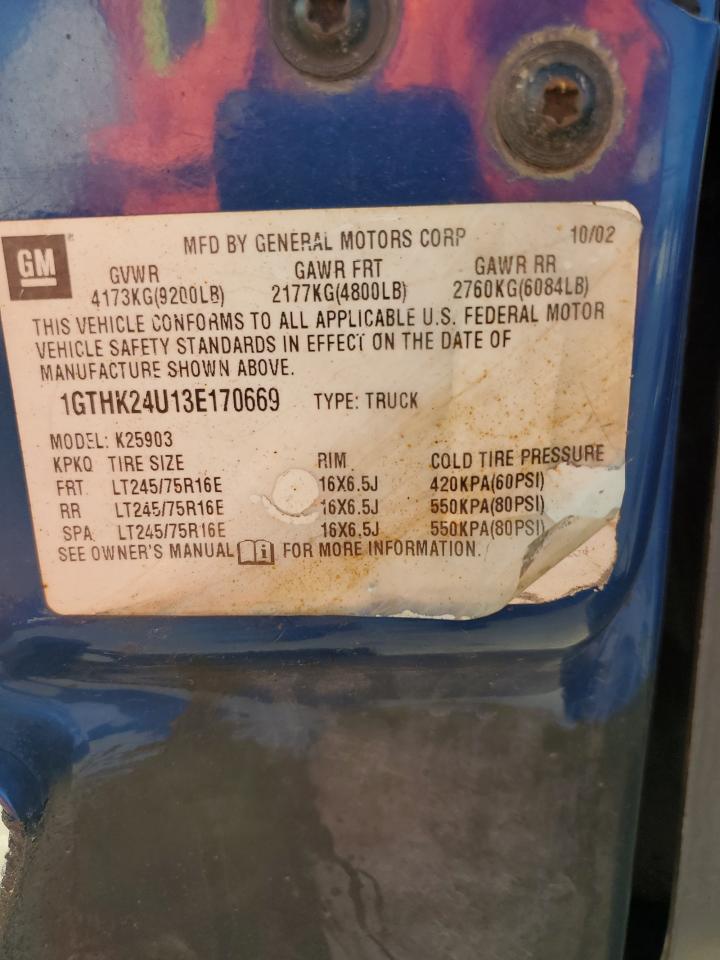 MFD BY GENERAL MOTORS CORP 10/02
GM
GVWR GAWR FRT GAWR RR
4173KG(9200LB) 2177KG(4800LB) 2760KG(6084LB)
THIS VEHICLE CONFORMS TO ALL APPLICABLE U.S. FEDERAL MOTOR
VEHICLE SAFETY STANDARDS IN EFFECT ON THE DATE OF
MANUFACTURE SHOWN ABOVE.
1GTHK24U13E170669 TYPE: TRUCK
MODEL: K25903
KPKQ TIRE SIZE RIM COLD TIRE PRESSURE
FRT LT245/75R16E 16X6.5J 420KPA(60PSI)
RR LT245/75R16E 16X6.5J 550KPA(80PSI)
SPA LT245/75R16E 16X6.5J 550KPA(80PSI)
SEE OWNER'S MANUAL FOR MORE INFORMATION.